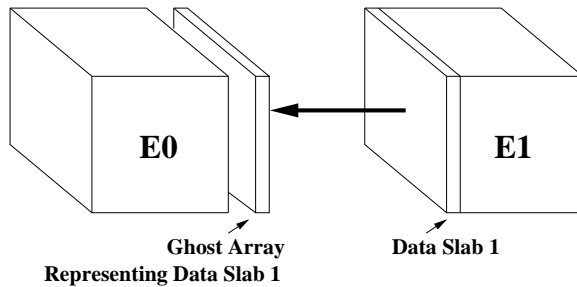 E0
E1
Ghost Array
Representing Data Slab 1
Data Slab 1